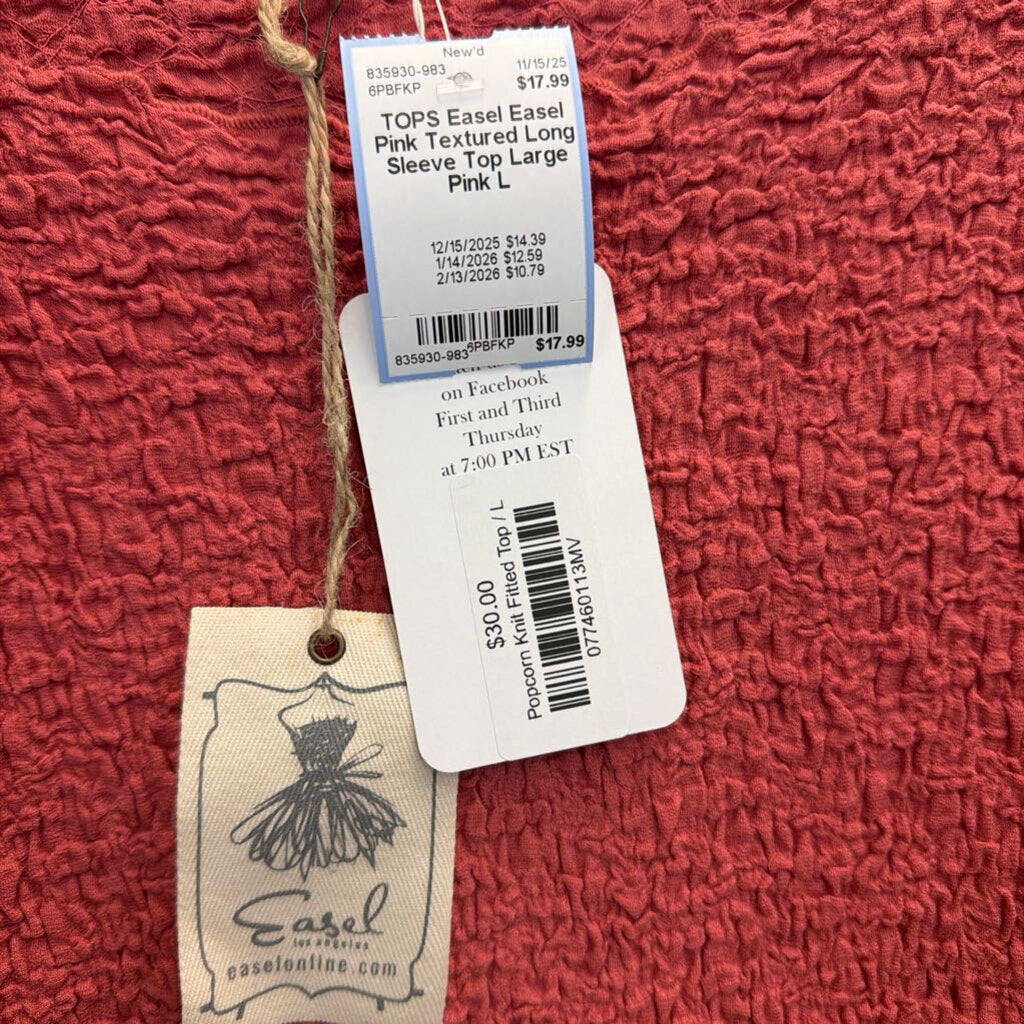 New'd
835930-983 11/15/25
6PBFKP $17.99
TOPS Easel Easel
Pink Textured Long
Sleeve Top Large
Pink L
12/15/2025 $14.39
1/14/2026 $12.59
2/13/2026 $10.79
835930-983 6PBFKP $17.99
on Facebook
First and Third
Thursday
at 7:00 PM EST
$30.00
Popcorn Knit Fitted Top / L
077460113MV
Easel
los angeles
easelonline.com